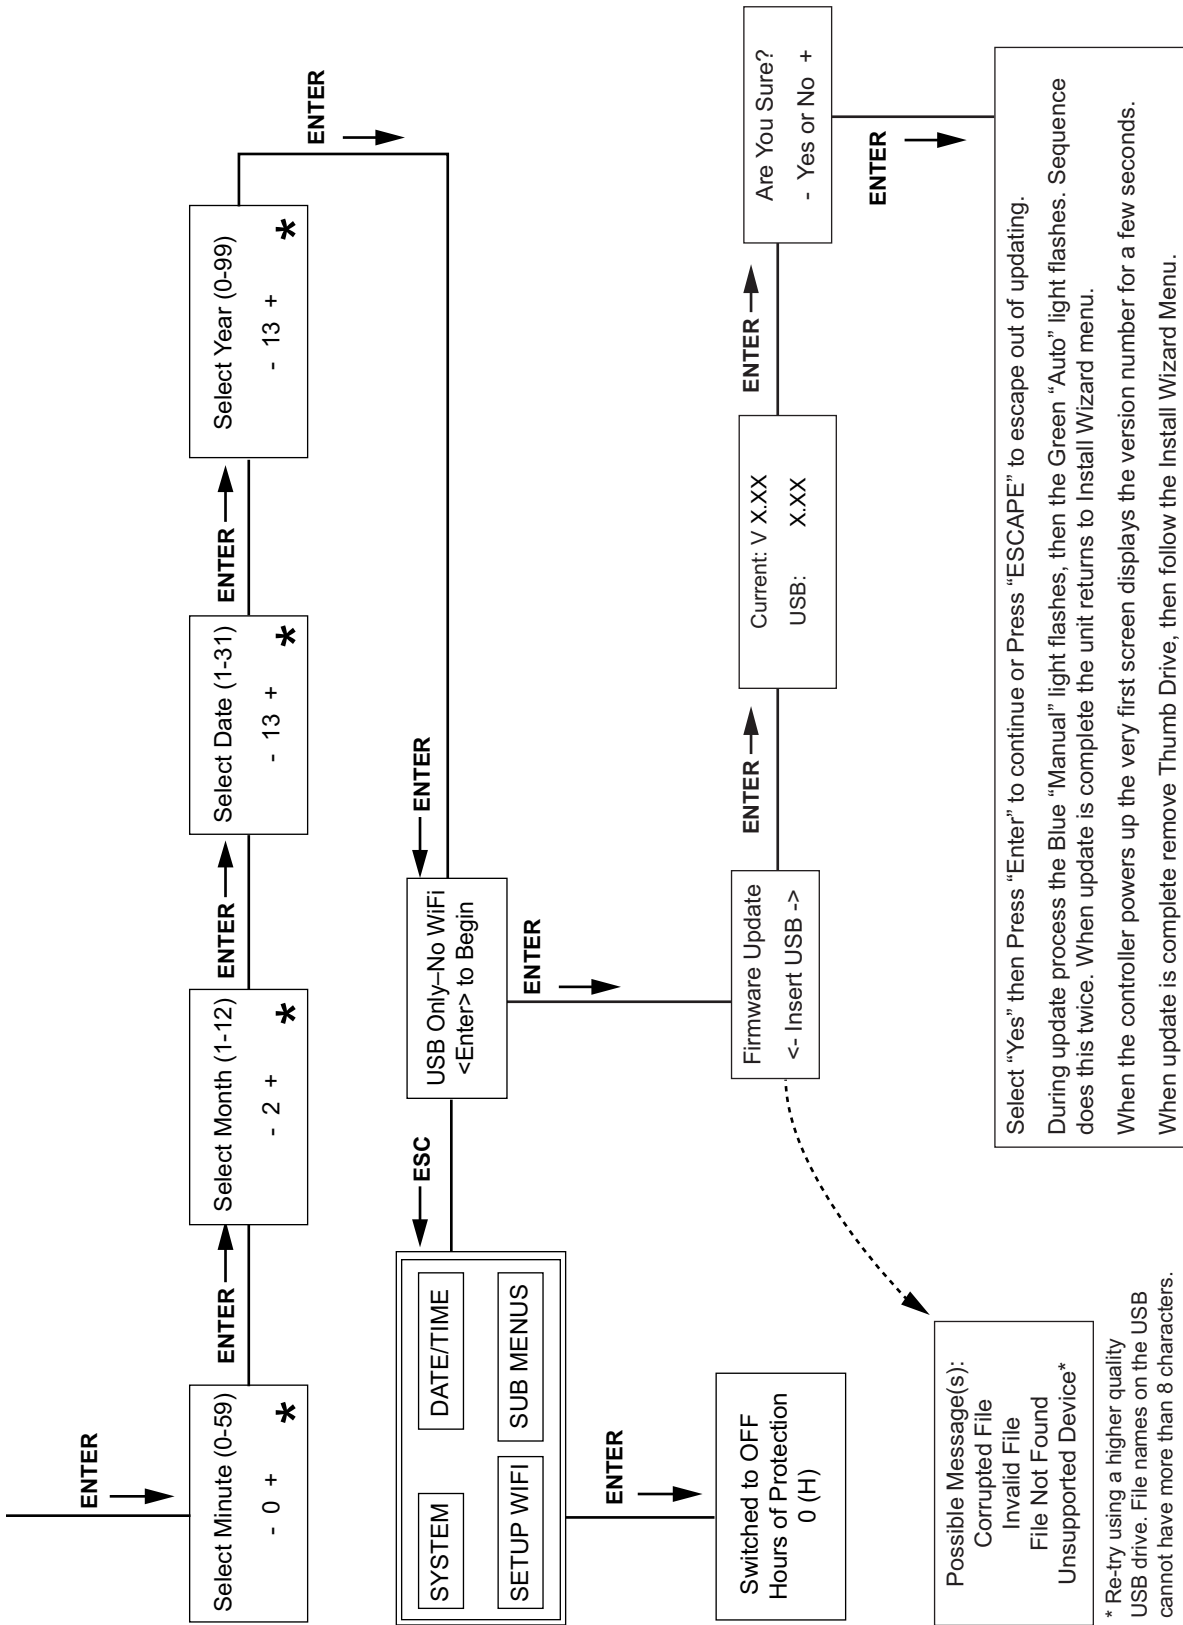 ENTER
Select Minute (0-59)
- 0 +
*
ENTER
Select Month (1-12)
- 2 +
*
ENTER
Select Date (1-31)
- 13 +
*
ENTER
Select Year (0-99)
- 13 +
*
ENTER
ENTER
USB Only–No WiFi
<Enter> to Begin
ESC
SYSTEM
DATE/TIME
SETUP WIFI
SUB MENUS
ENTER
Switched to OFF
Hours of Protection
0 (H)
ENTER
Firmware Update
<- Insert USB ->
ENTER
Current: V X.XX
USB: X.XX
ENTER
Are You Sure?
- Yes or No +
ENTER
Possible Message(s):
Corrupted File
Invalid File
File Not Found
Unsupported Device*
* Re-try using a higher quality
USB drive. File names on the USB
cannot have more than 8 characters.
Select “Yes” then Press “Enter” to continue or Press “ESCAPE” to escape out of updating.
During update process the Blue “Manual” light flashes, then the Green “Auto” light flashes. Sequence
does this twice. When update is complete the unit returns to Install Wizard menu.
When the controller powers up the very first screen displays the version number for a few seconds.
When update is complete remove Thumb Drive, then follow the Install Wizard Menu.